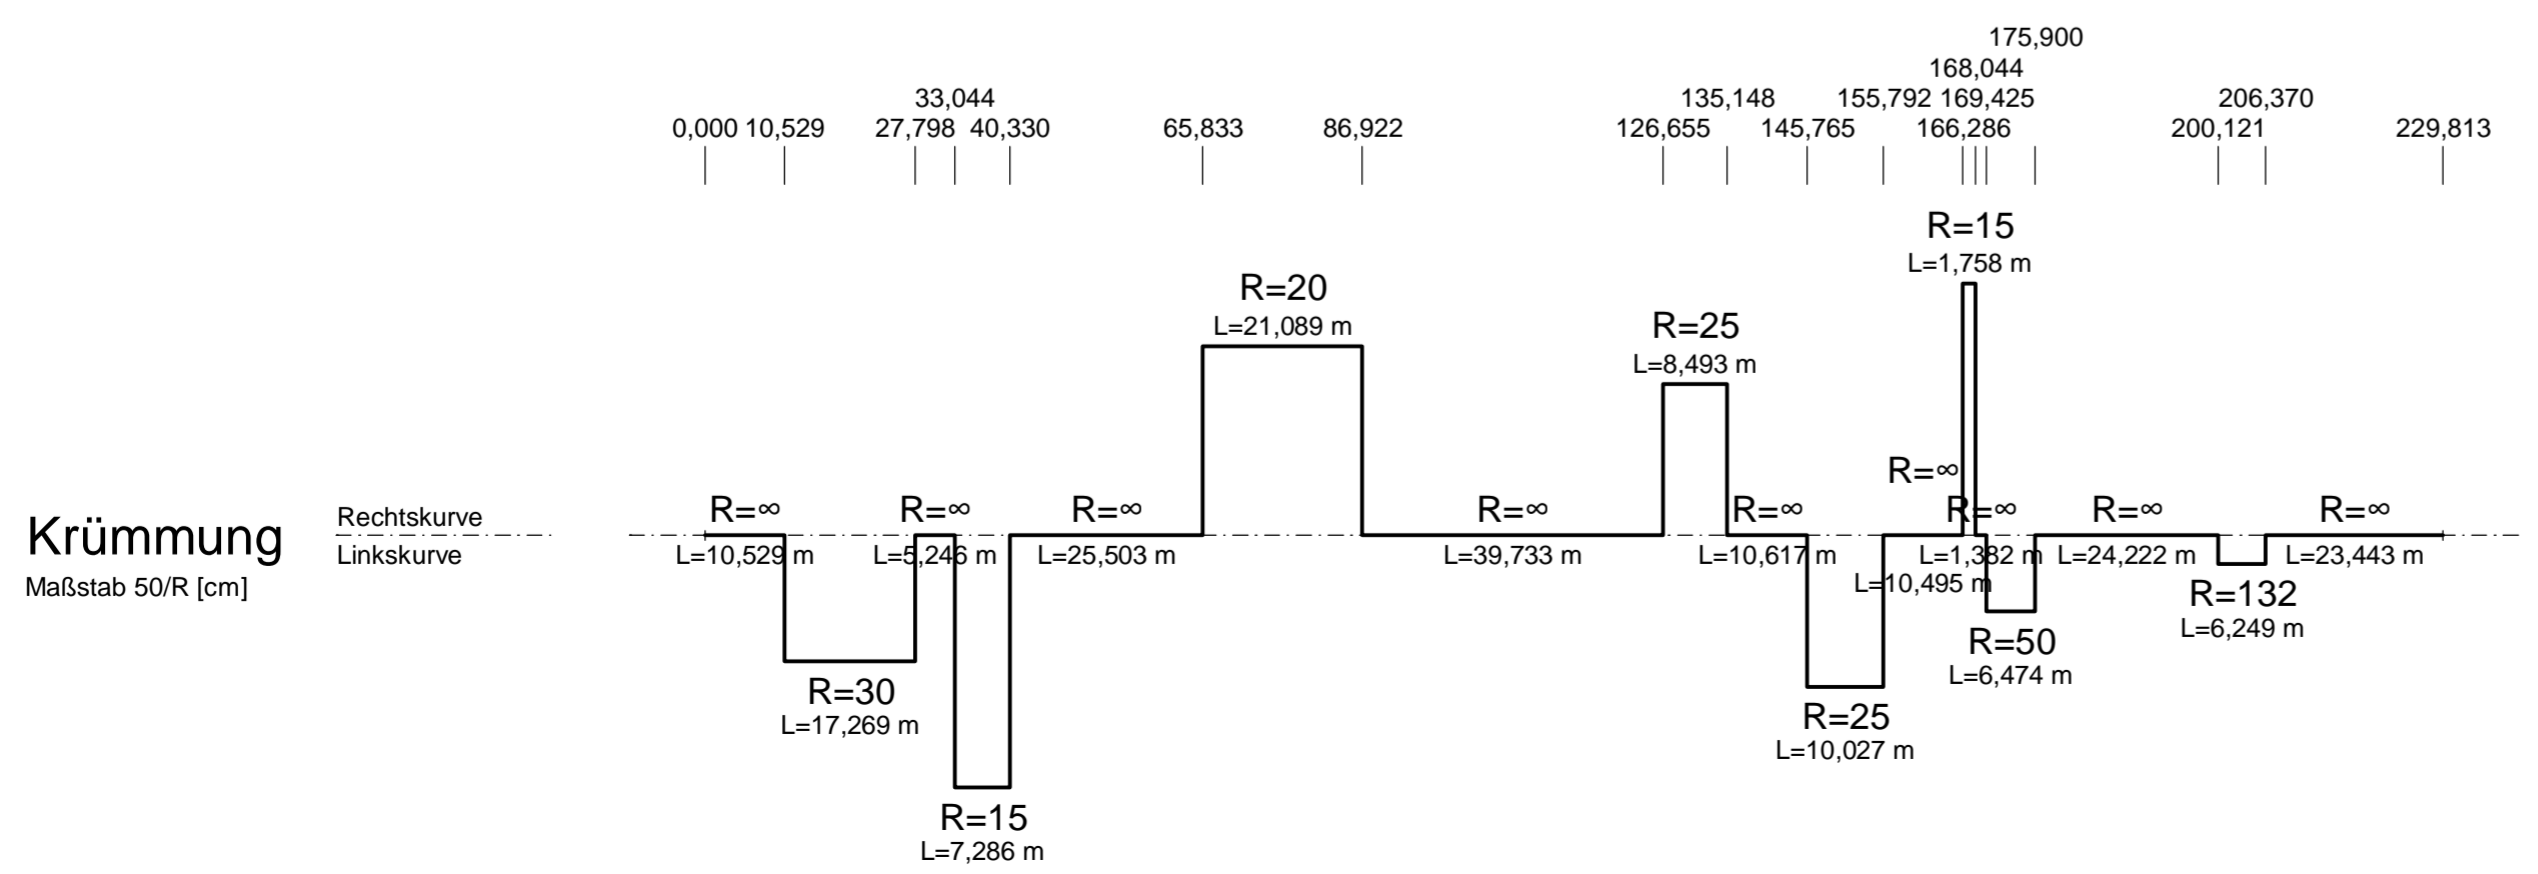 175,900
168,044
33,044 135,148 155,792 169,425 206,370
0,000 10,529 27,798 40,330 65,833 86,922 126,655 145,765 166,286 200,121 229,813
R=15
L=1,758 m
R=20
L=21,089 m
R=25
L=8,493 m
R=∞
R=∞ R=∞ R=∞ R=∞ R=∞ R=∞ R=∞ R=∞
Krümmung
Rechtskurve
Linkskurve
L=10,529 m L=5,246 m L=25,503 m L=39,733 m L=10,617 m L=1,382 m L=24,222 m L=23,443 m
Maßstab 50/R [cm]
L=10,495 m
R=132
L=6,249 m
R=50
L=6,474 m
R=30
L=17,269 m
R=25
L=10,027 m
R=15
L=7,286 m